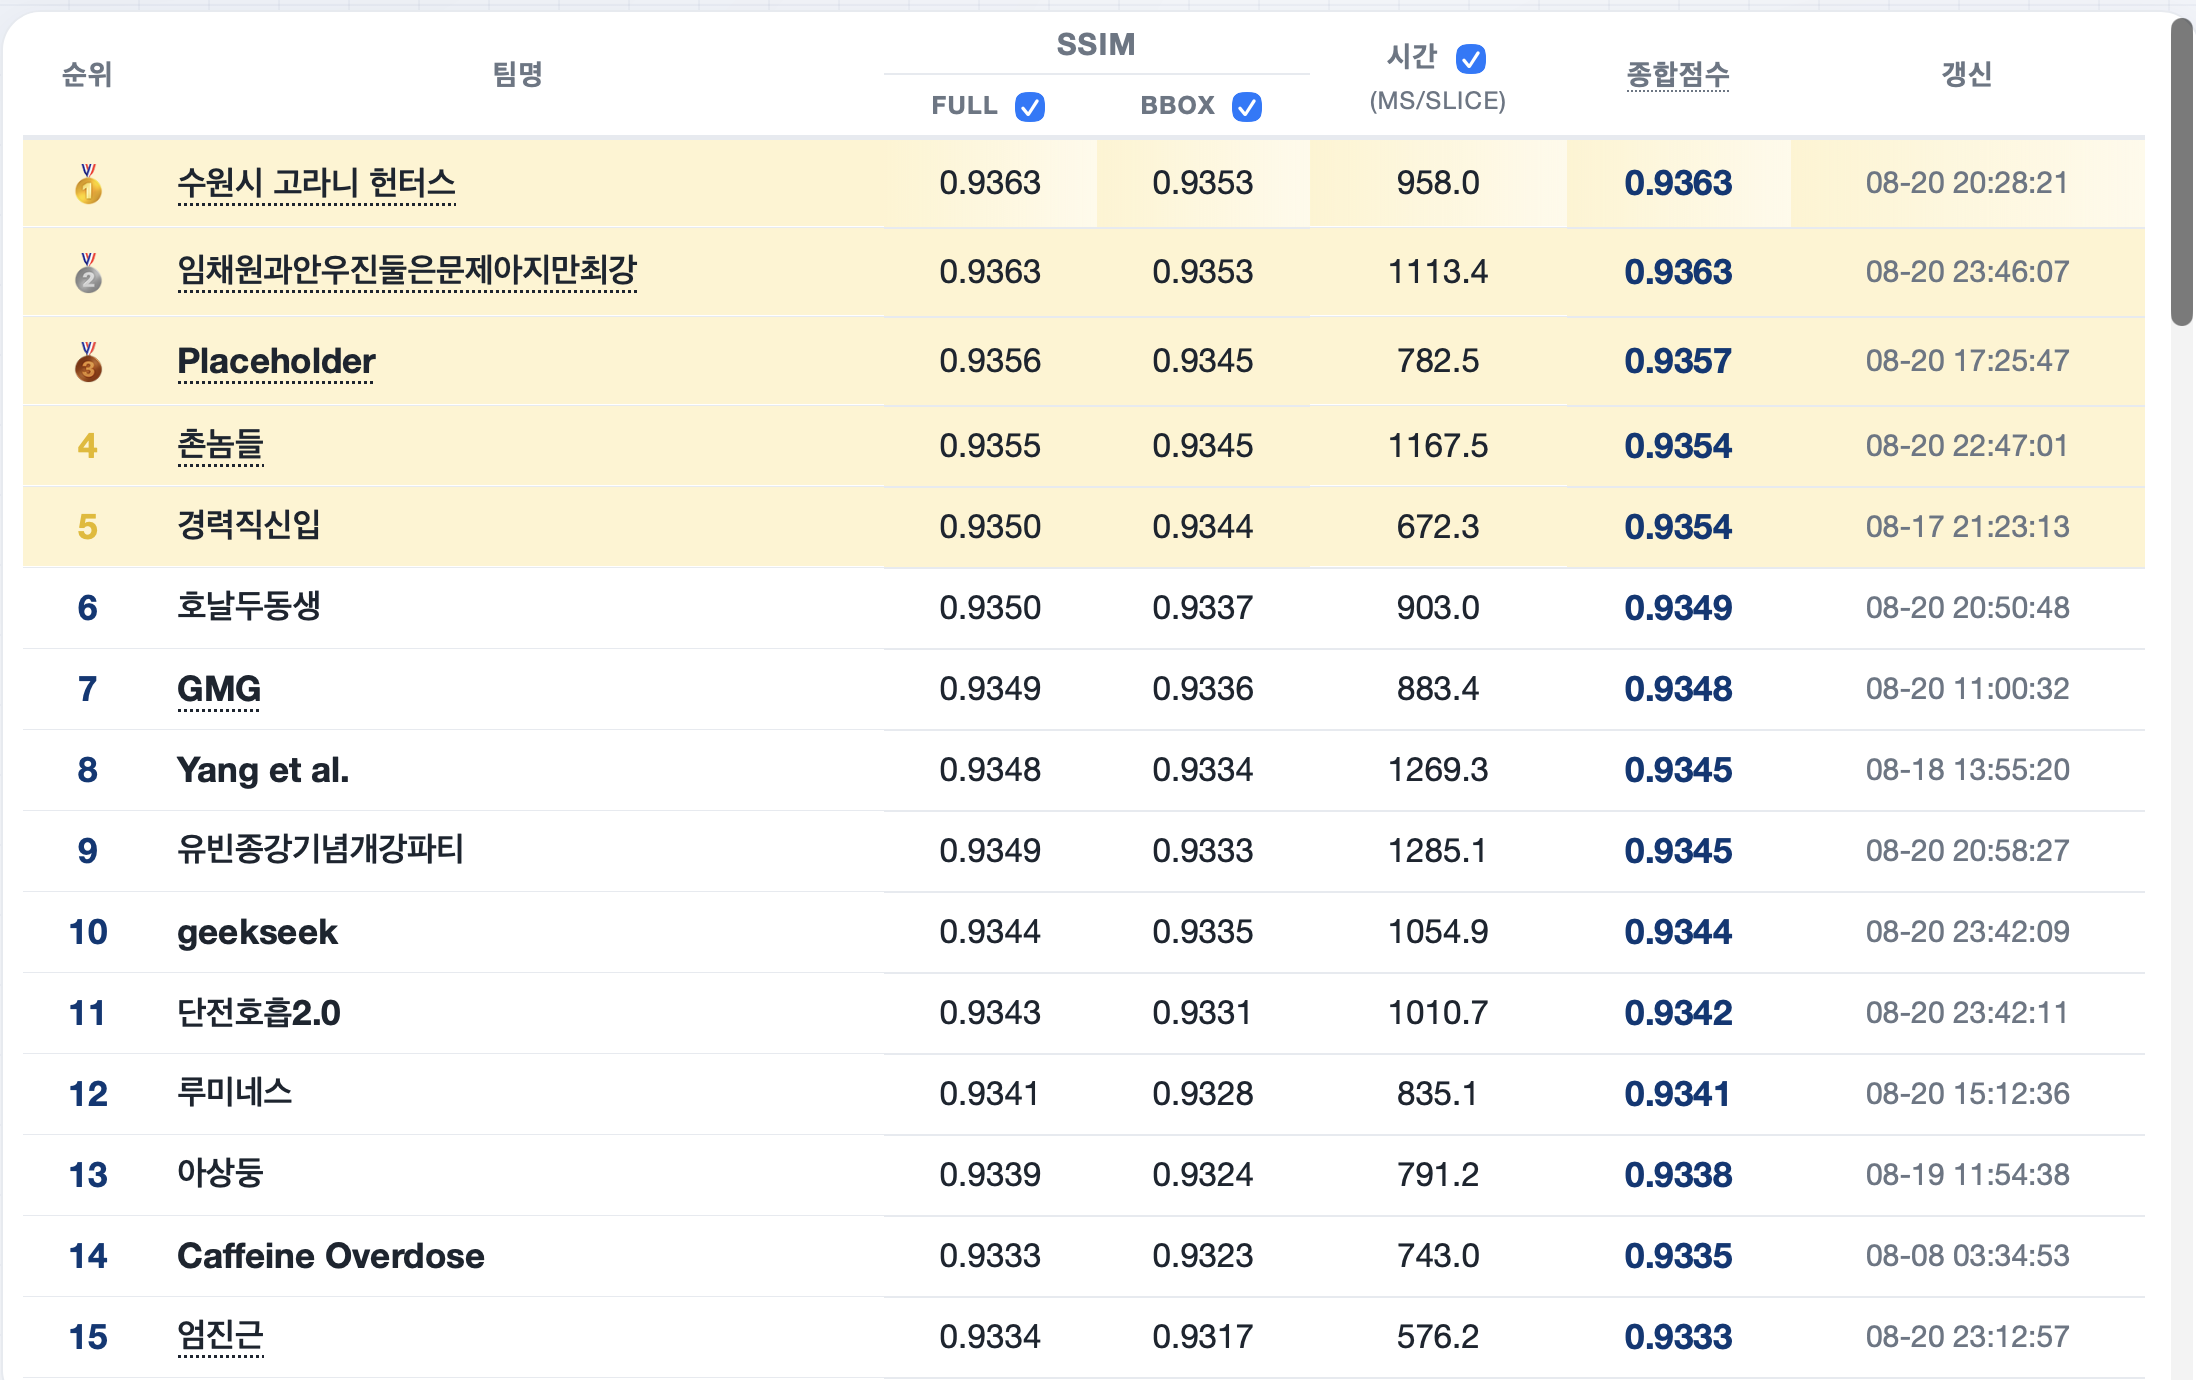 순위 팀명 SSIM FULL BBOX 시간 (MS/SLICE) 종합점수 갱신
1 수원시 고라니 헌터스 0.9363 0.9353 958.0 0.9363 08-20 20:28:21
2 임채원과안우진둘은문제아지만최강 0.9363 0.9353 1113.4 0.9363 08-20 23:46:07
3 Placeholder 0.9356 0.9345 782.5 0.9357 08-20 17:25:47
4 촌놈들 0.9355 0.9345 1167.5 0.9354 08-20 22:47:01
5 경력직신입 0.9350 0.9344 672.3 0.9354 08-17 21:23:13
6 호날두동생 0.9350 0.9337 903.0 0.9349 08-20 20:50:48
7 GMG 0.9349 0.9336 883.4 0.9348 08-20 11:00:32
8 Yang et al. 0.9348 0.9334 1269.3 0.9345 08-18 13:55:20
9 유빈종강기념개강파티 0.9349 0.9333 1285.1 0.9345 08-20 20:58:27
10 geekseek 0.9344 0.9335 1054.9 0.9344 08-20 23:42:09
11 단전호흡2.0 0.9343 0.9331 1010.7 0.9342 08-20 23:42:11
12 루미네스 0.9341 0.9328 835.1 0.9341 08-20 15:12:36
13 아상둥 0.9339 0.9324 791.2 0.9338 08-19 11:54:38
14 Caffeine Overdose 0.9333 0.9323 743.0 0.9335 08-08 03:34:53
15 엄진근 0.9334 0.9317 576.2 0.9333 08-20 23:12:57